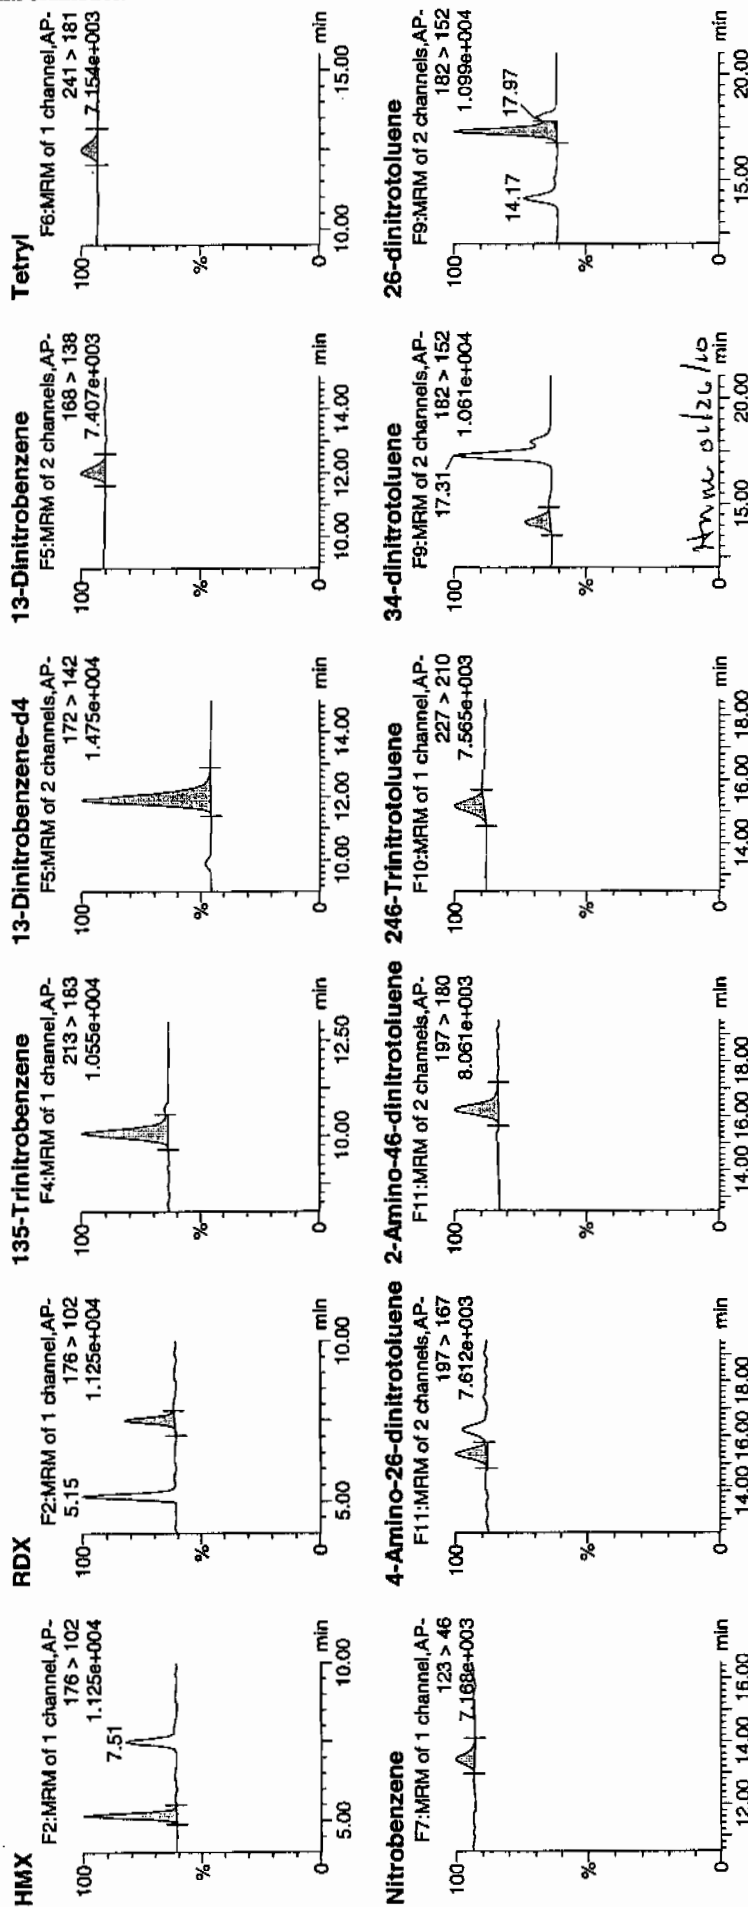 HMX
F2:MRM of 1 channel,AP-
176 > 102
1.125e+004
100
7.51
%
0
5.00
10.00
min
RDX
F2:MRM of 1 channel,AP-
176 > 102
1.125e+004
100
5.15
%
0
5.00
10.00
min
135-Trinitrobenzene
F4:MRM of 1 channel,AP-
213 > 183
1.055e+004
100
%
0
10.00
12.50
min
13-Dinitrobenzene-d4
F5:MRM of 2 channels,AP-
172 > 142
1.475e+004
100
%
0
10.00
12.00
14.00
min
13-Dinitrobenzene
F5:MRM of 2 channels,AP-
168 > 138
7.407e+003
100
%
0
10.00
12.00
14.00
min
Tetryl
F6:MRM of 1 channel,AP-
241 > 181
7.154e+003
100
%
0
10.00
15.00
min
Nitrobenzene
F7:MRM of 1 channel,AP-
123 > 46
7.168e+003
100
%
0
12.00
14.00
16.00
min
4-Amino-26-dinitrotoluene
F11:MRM of 2 channels,AP-
197 > 167
7.612e+003
100
%
0
14.00
16.00
18.00
min
2-Amino-46-dinitrotoluene
F11:MRM of 2 channels,AP-
197 > 180
8.061e+003
100
%
0
14.00
16.00
18.00
min
246-Trinitrotoluene
F10:MRM of 1 channel,AP-
227 > 210
7.565e+003
100
%
0
14.00
16.00
18.00
min
34-dinitrotoluene
F9:MRM of 2 channels,AP-
182 > 152
1.061e+004
100
17.31
%
0
15.00
20.00
min
01/26/10
26-dinitrotoluene
F9:MRM of 2 channels,AP-
182 > 152
1.099e+004
100
14.17
17.97
%
0
15.00
20.00
min